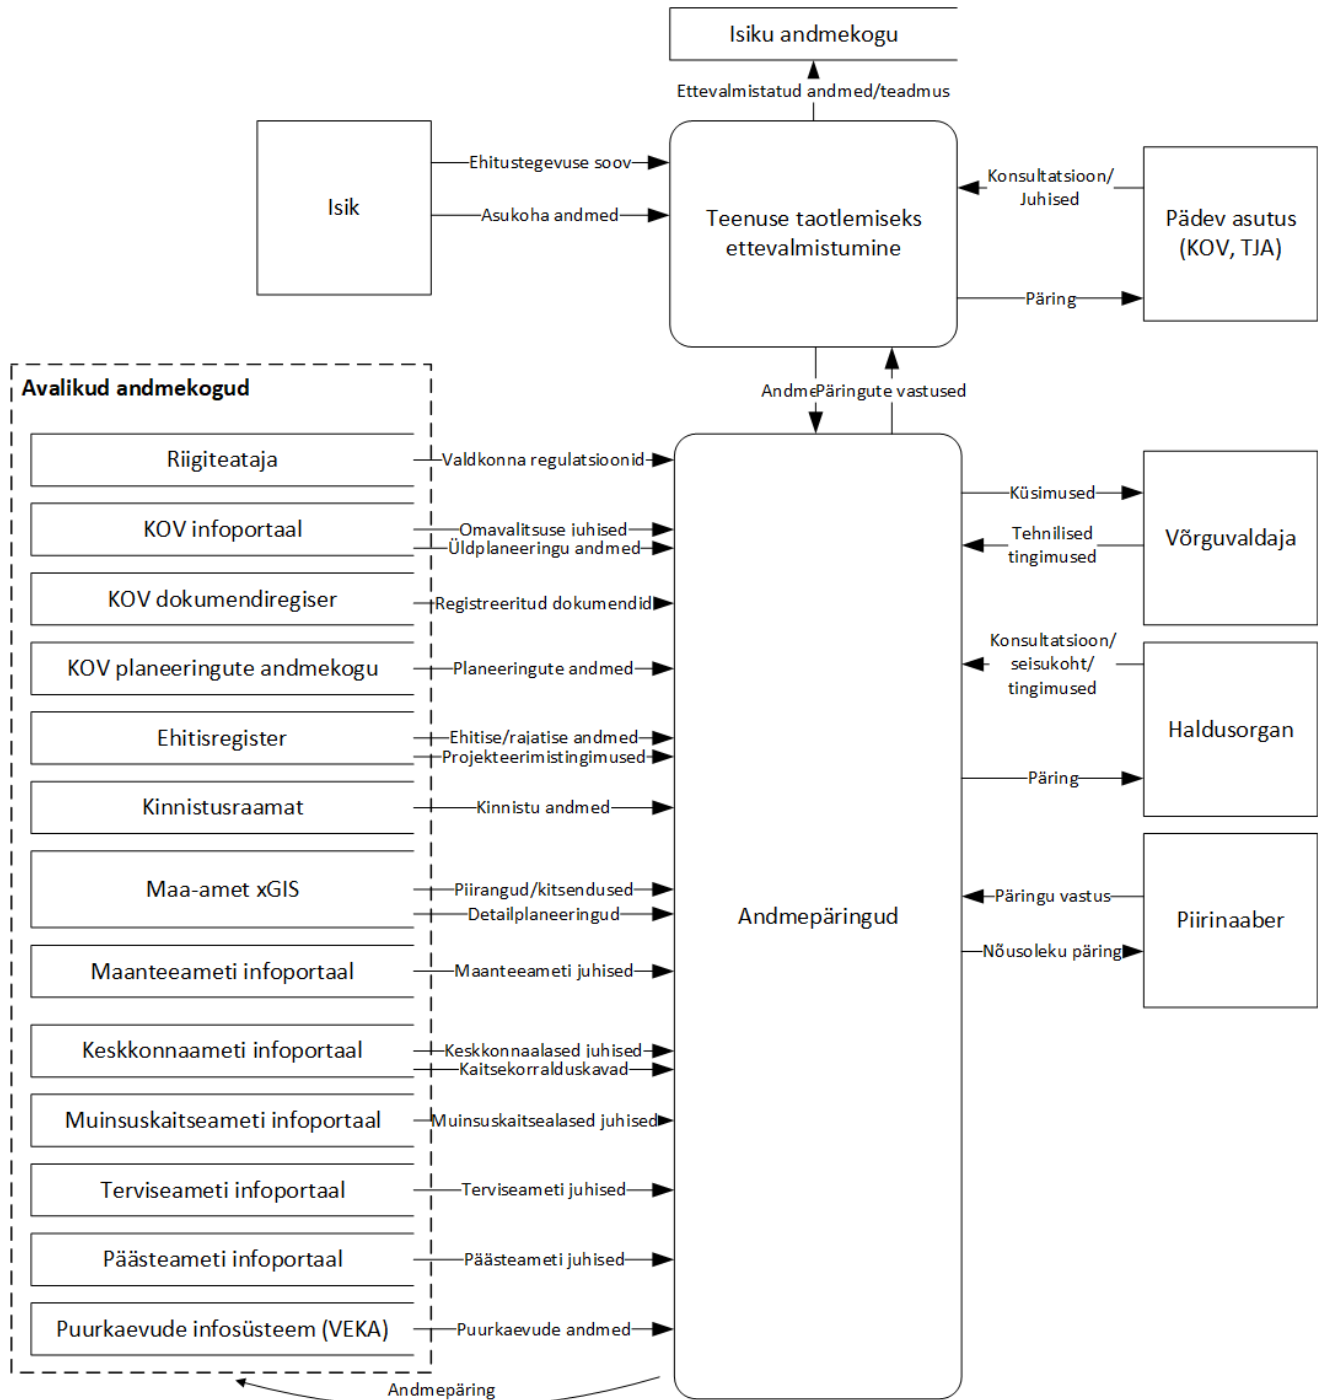 Isiku andmekogu
Ettevalmistatud andmed/teadmus
Isik
Ehitustegevuse soov
Asukoha andmed
Teenuse taotlemiseks
ettevalmistumine
Konsultatsioon/
Juhised
Päring
Pädev asutus
(KOV, TJA)
Päringute vastused
Avalikud andmekogud
Riigiteataja
Valdkonna regulatsioonid
KOV infoportaal
Omavalitsuse juhised
Üldplaneeringu andmed
KOV dokumendiregiser
Registreeritud dokumendid
KOV planeeringute andmekogu
Planeeringute andmed
Ehitisregister
Ehitise/rajatise andmed
Projekteerimistingimused
Kinnistusraamat
Kinnistu andmed
Maa-amet xGIS
Piirangud/kitsendused
Detailplaneeringud
Maanteeameti infoportaal
Maanteeameti juhised
Keskkonnaameti infoportaal
Keskkonnaalased juhised
Kaitsekorralduskavad
Muinsuskaitseameti infoportaal
Muinsuskaitsealased juhised
Terviseameti infoportaal
Terviseameti juhised
Päästeameti infoportaal
Päästeameti juhised
Puurkaevude infosüsteem (VEKA)
Puurkaevude andmed
Andmepäring
Andmepäringud
Küsimused
Tehnilised
tingimused
Võrguvaldaja
Konsultatsioon/
seisukoht/
tingimused
Päring
Haldusorgan
Päringu vastus
Nõusoleku päring
Piirinaaber